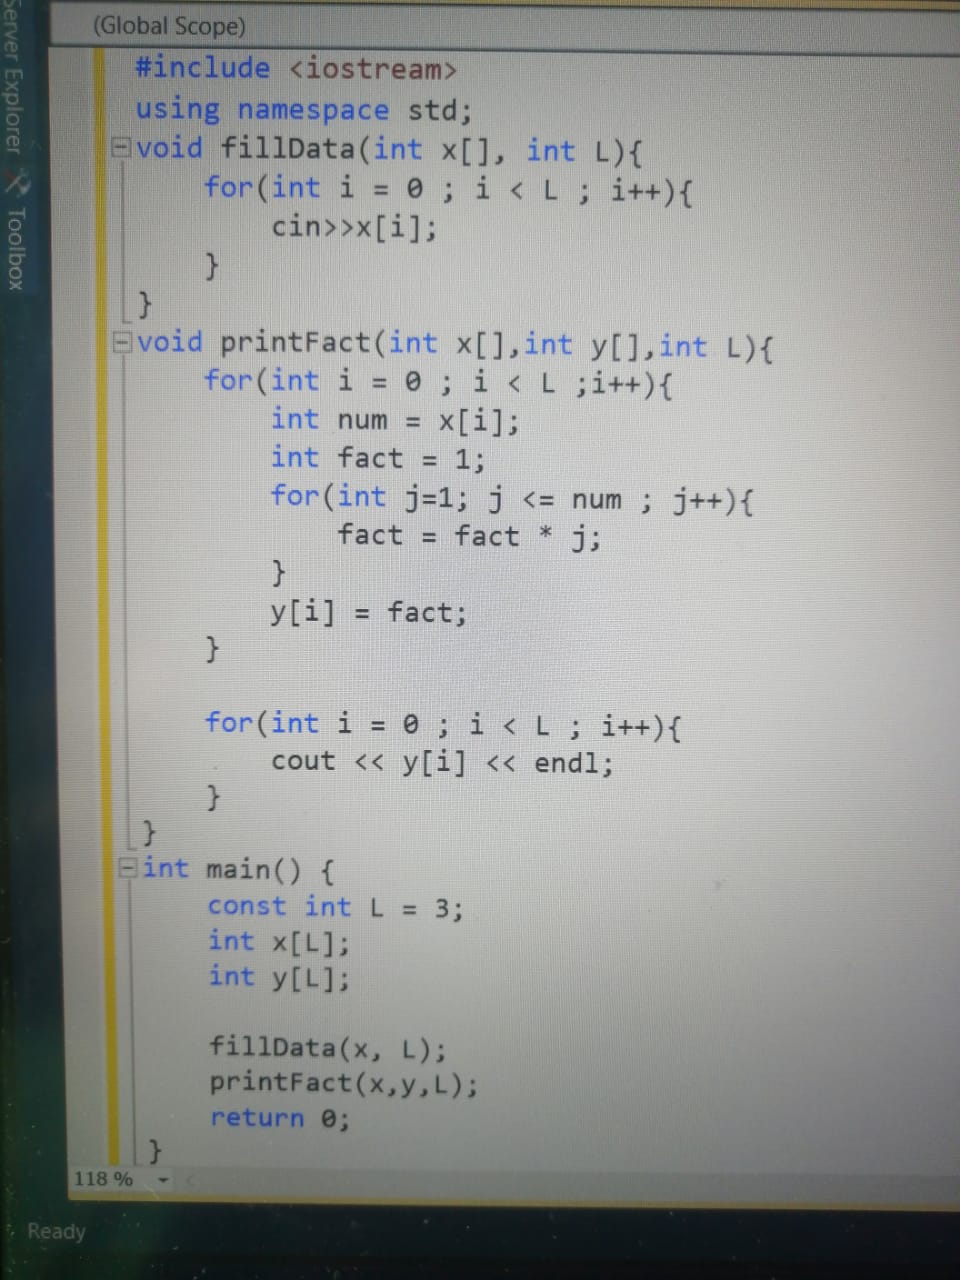 (Global Scope)
Server Explorer
Toolbox
#include <iostream>
using namespace std;
void fillData(int x[], int L){
for(int i = 0 ; i < L ; i++){
cin>>x[i];
}
}
void printFact(int x[],int y[],int L){
for(int i = 0 ; i < L ;i++){
int num = x[i];
int fact = 1;
for(int j=1; j <= num ; j++){
fact = fact * j;
}
y[i] = fact;
}
for(int i = 0 ; i < L ; i++){
cout << y[i] << endl;
}
}
int main() {
const int L = 3;
int x[L];
int y[L];
fillData(x, L);
printFact(x,y,L);
return 0;
}
118 %
Ready